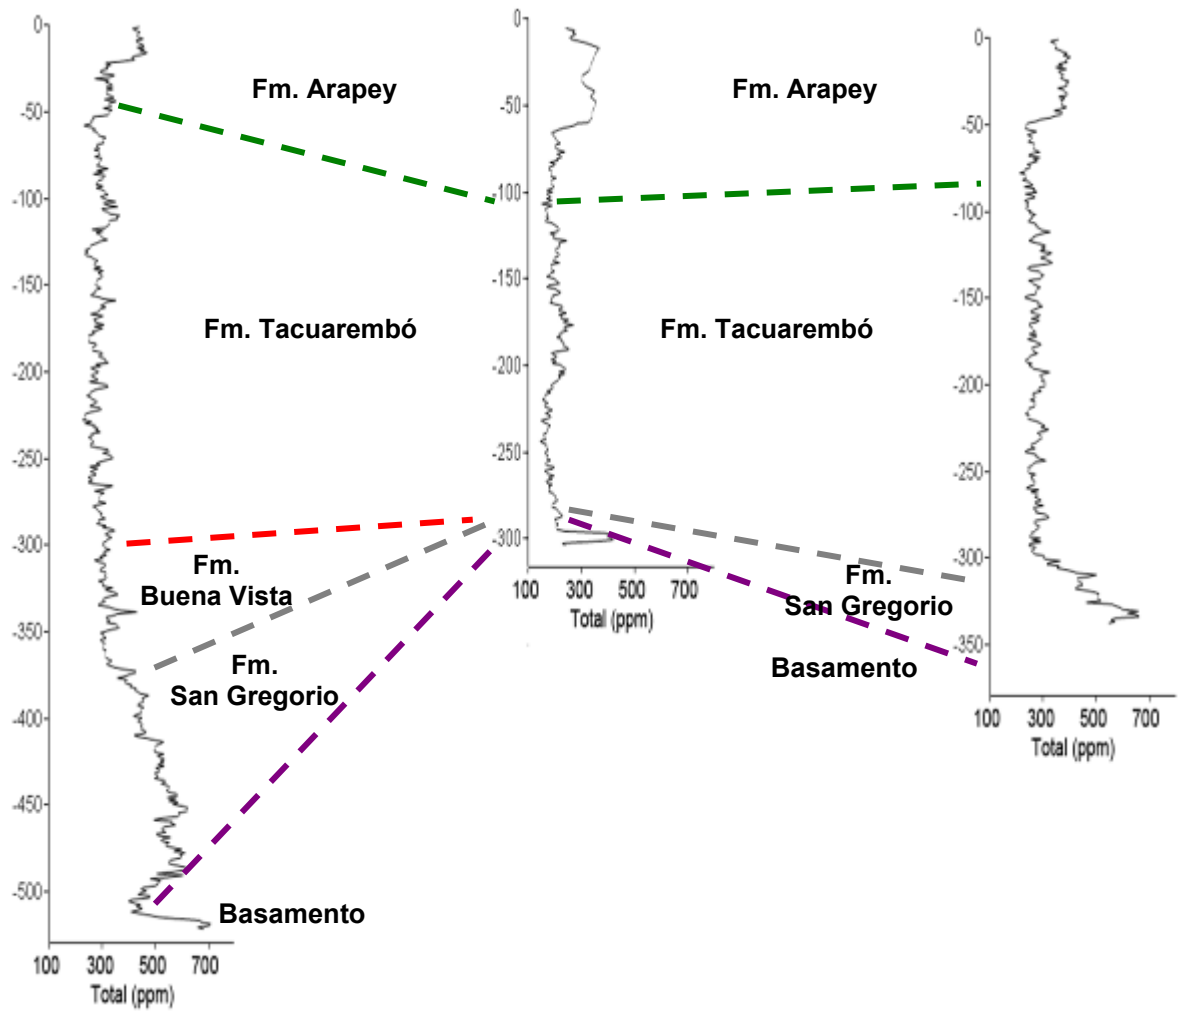 0
-50
-100
-150
-200
-250
-300
-350
-400
-450
-500
100 300 500 700
Total (ppm)
Fm. Arapey
Fm. Tacuarembó
Fm.
Buena Vista
Fm.
San Gregorio
Basamento
0
-50
-100
-150
-200
-250
-300
100 300 500 700
Total (ppm)
Fm. Arapey
Fm. Tacuarembó
Fm.
San Gregorio
Basamento
0
-50
-100
-150
-200
-250
-300
-350
100 300 500 700
Total (ppm)